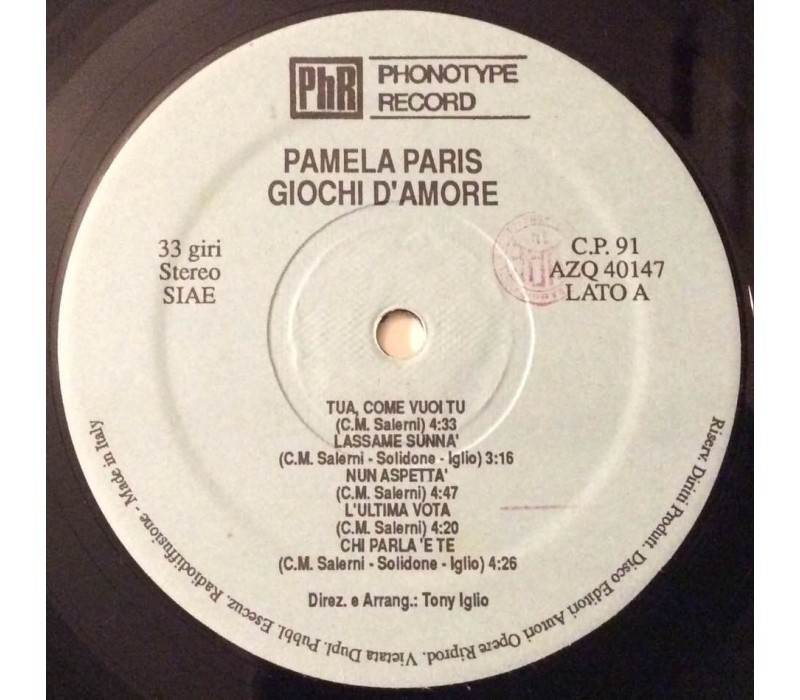 PhR
PHONOTYPE
RECORD
PAMELA PARIS
GIOCHI D'AMORE
33 giri
Stereo
SIAE
C.P. 91
AZQ 40147
LATO A
TUA, COME VUOI TU
(C.M. Salerni) 4:33
LASSAME SUNNA'
(C.M. Salerni - Solidone - Iglio) 3:16
NUN ASPETTA'
(C.M. Salerni) 4:47
L'ULTIMA VOTA
(C.M. Salerni) 4:20
CHI PARLA 'E TE
(C.M. Salerni - Solidone - Iglio) 4:26
Direz. e Arrang.: Tony Iglio
Riserv. Diritti Produtt. Disco Editori Autori Opere Riprod. Vietata Dupl. Pubbl. Esecuz. Radiodiffusione - Made in Italy